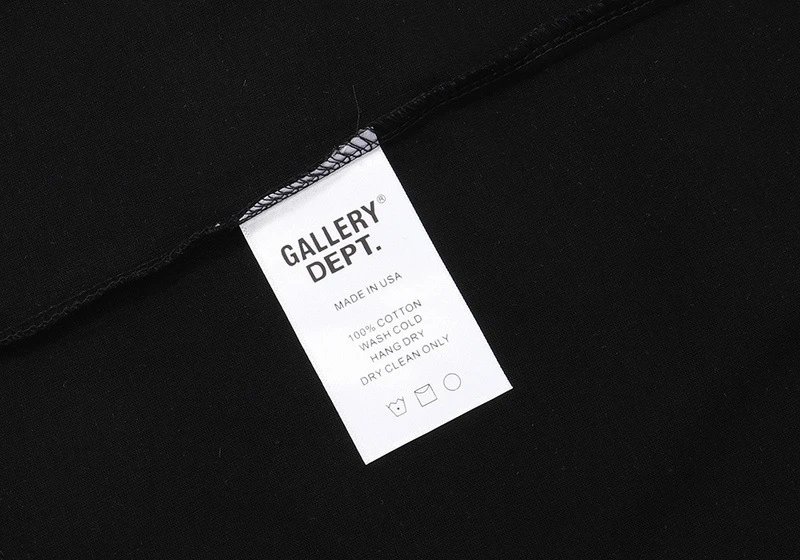 GALLERY®
DEPT.
MADE IN USA
100% COTTON
WASH COLD
HANG DRY
DRY CLEAN ONLY